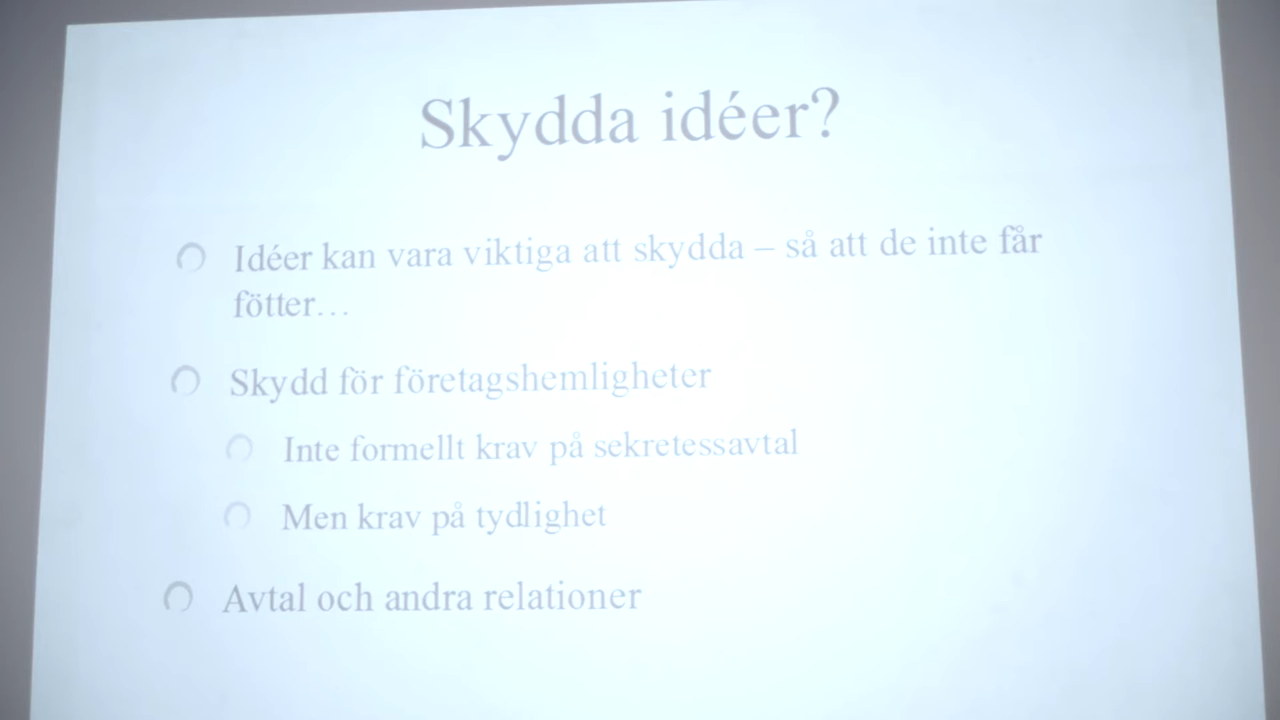 Skydda idéer?
Idéer kan vara viktiga att skydda – så att de inte får
fötter…
Skydd för företagshemligheter
Inte formellt krav på sekretessavtal
Men krav på tydlighet
Avtal och andra relationer